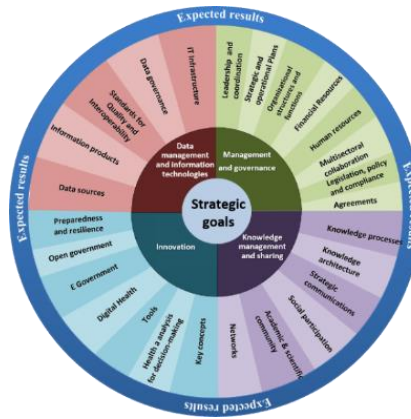 Expected results
Leadership and
coordination
Strategic and
operational Plans
Organizational
structures and
functions
Financial Resources
Human resources
Multisectoral
collaboration
Legislation, policy
and compliance
Agreements
Expected results
Knowledge processes
Knowledge
architecture
Strategic
communications
Social participation
Academic & scientific
community
Networks
Expected results
Key concepts
Health a analysis
for decision-making
Tools
Digital Health
E Government
Open government
Preparedness
and resilience
Expected results
Data sources
Information products
Standards for
Quality and
Interoperability
Data governance
IT infrastructure
Data
management
and information
technologies
Management
and governance
Strategic
goals
Innovation
Knowledge
management
and sharing